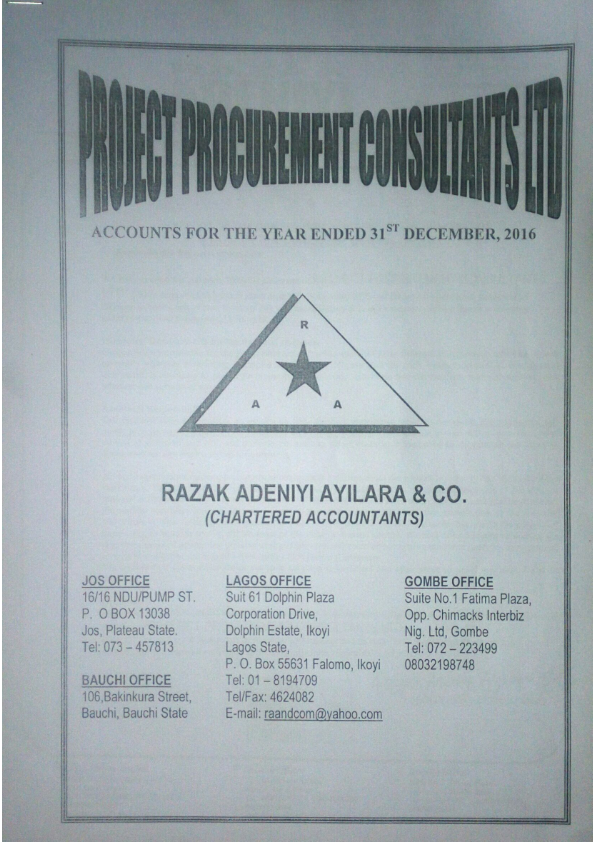 PROJECT PROCUREMENT CONSULTANTS LTD
ACCOUNTS FOR THE YEAR ENDED 31ST DECEMBER, 2016
R
A A
RAZAK ADENIYI AYILARA & CO.
(CHARTERED ACCOUNTANTS)
JOS OFFICE
16/16 NDU/PUMP ST.
P. O BOX 13038
Jos, Plateau State.
Tel: 073 – 457813
BAUCHI OFFICE
106,Bakinkura Street,
Bauchi, Bauchi State
LAGOS OFFICE
Suit 61 Dolphin Plaza
Corporation Drive,
Dolphin Estate, Ikoyi
Lagos State,
P. O. Box 55631 Falomo, Ikoyi
Tel: 01 – 8194709
Tel/Fax: 4624082
E-mail: raandcom@yahoo.com
GOMBE OFFICE
Suite No.1 Fatima Plaza,
Opp. Chimacks Interbiz
Nig. Ltd, Gombe
Tel: 072 – 223499
08032198748